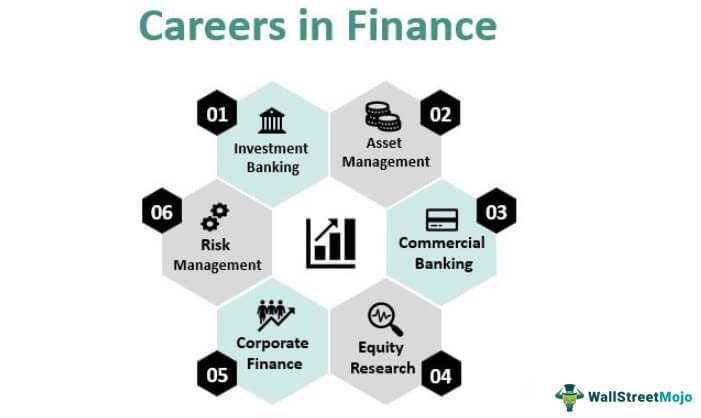 Careers in Finance
01
Investment
Banking
02
Asset
Management
03
Commercial
Banking
04
Equity
Research
05
Corporate
Finance
06
Risk
Management
WallStreetMojo